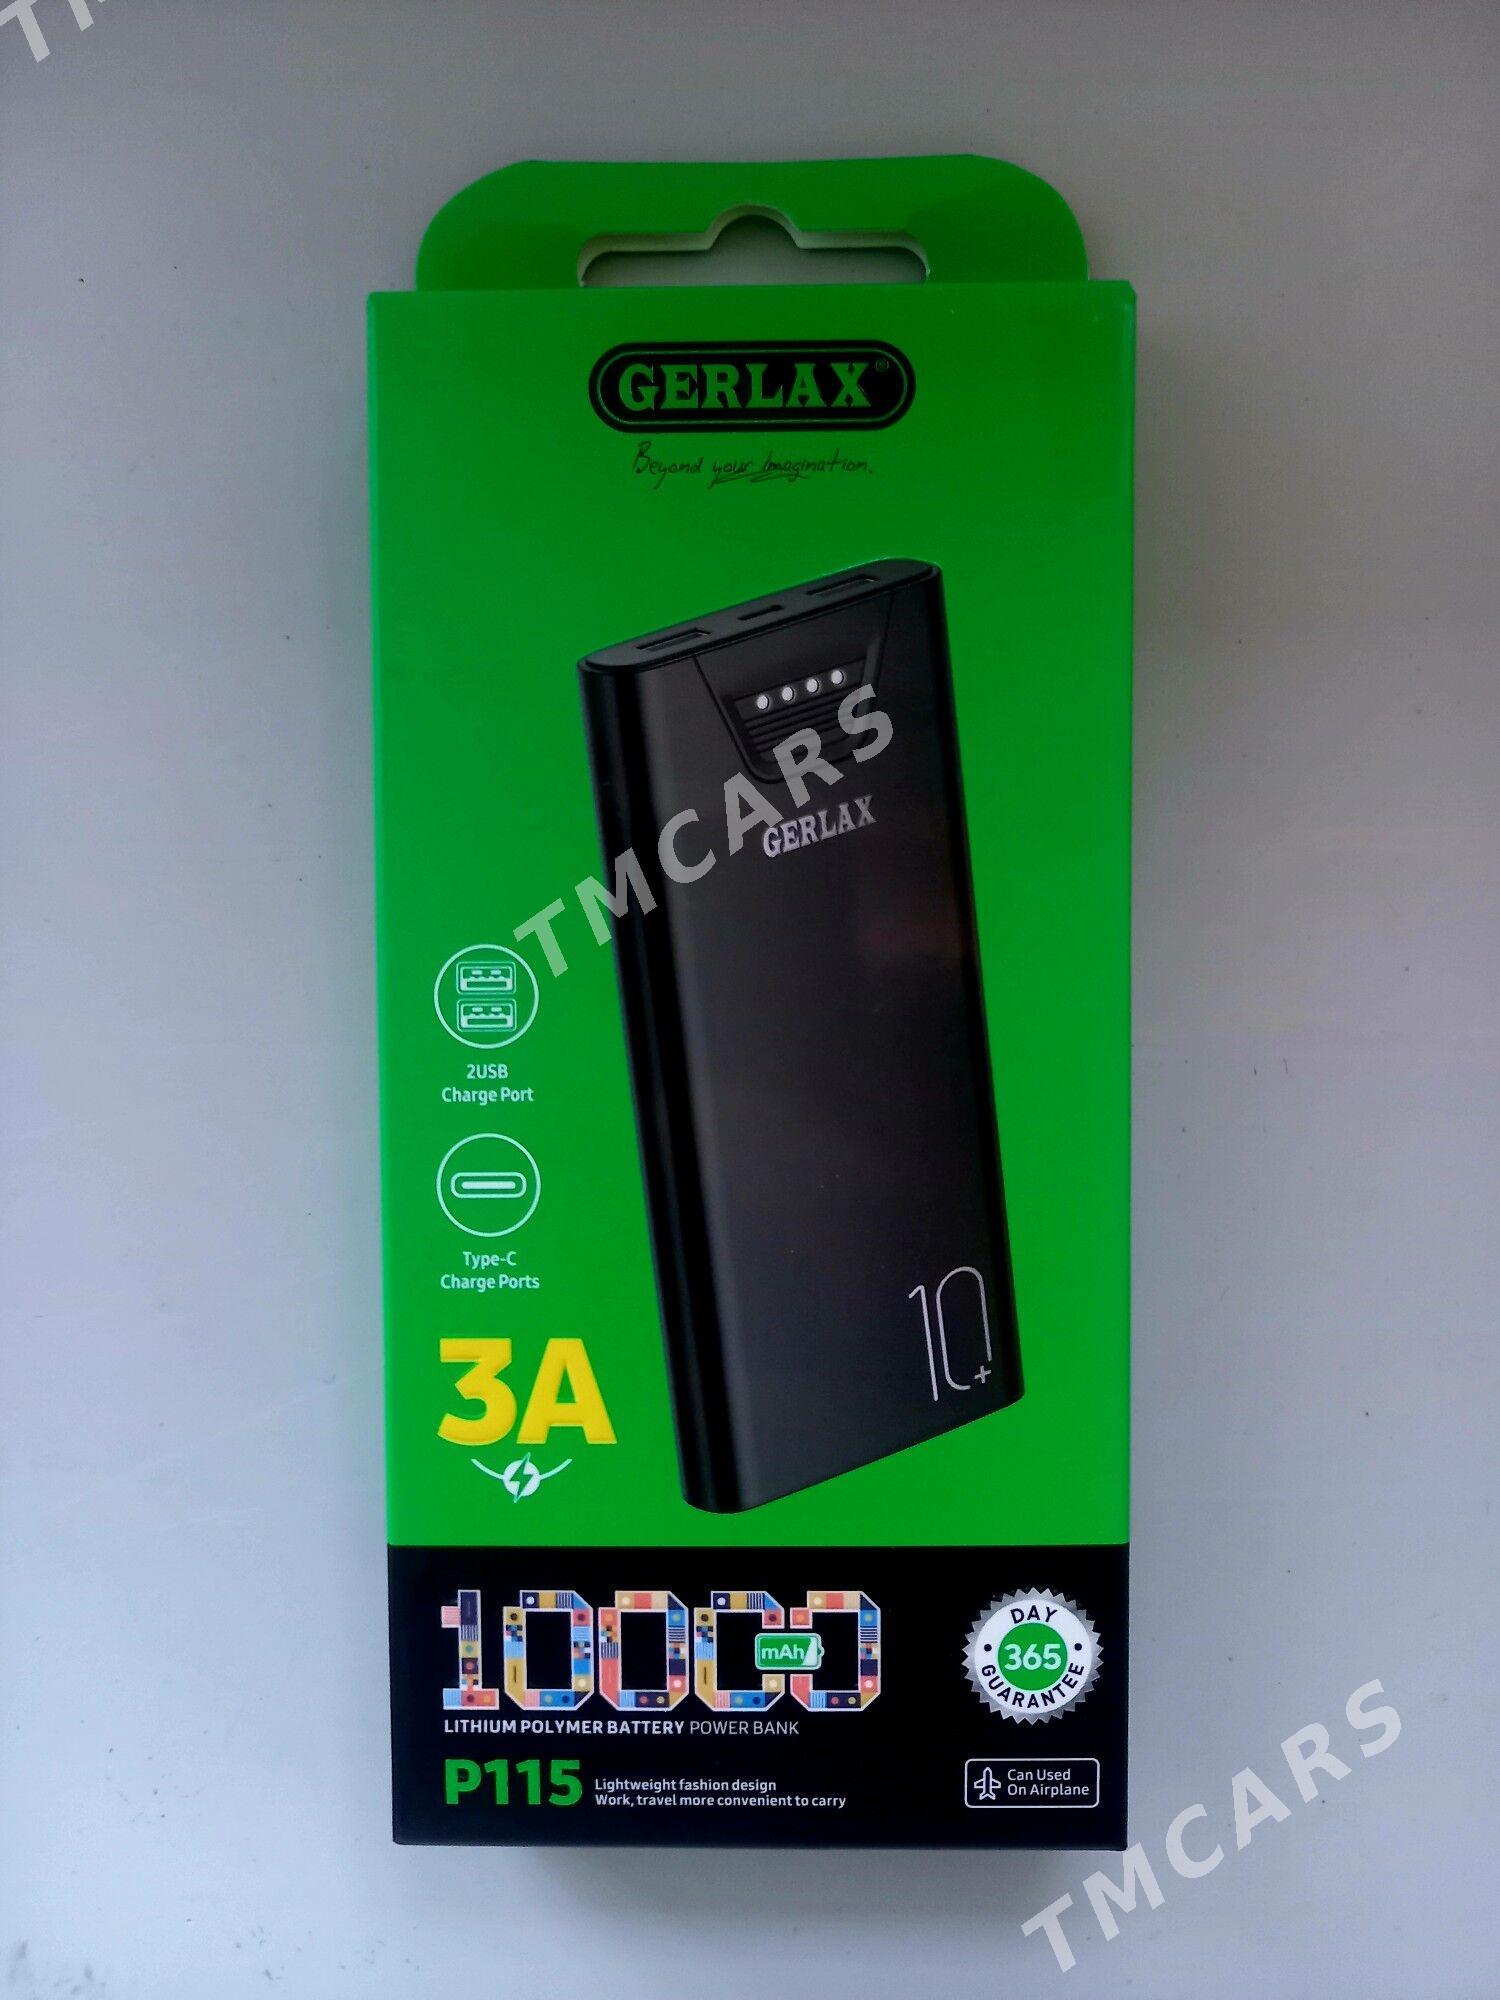 GERLAX®
Beyond your Imagination.
TMCARS
GERLAX
2USB
Charge Port
Type-C
Charge Ports
3A
10+
10000
mAh
LITHIUM POLYMER BATTERY POWER BANK
P115
Lightweight fashion design
Work, travel more convenient to carry
DAY
365
GUARANTEE
Can Used
On Airplane
TMCARS